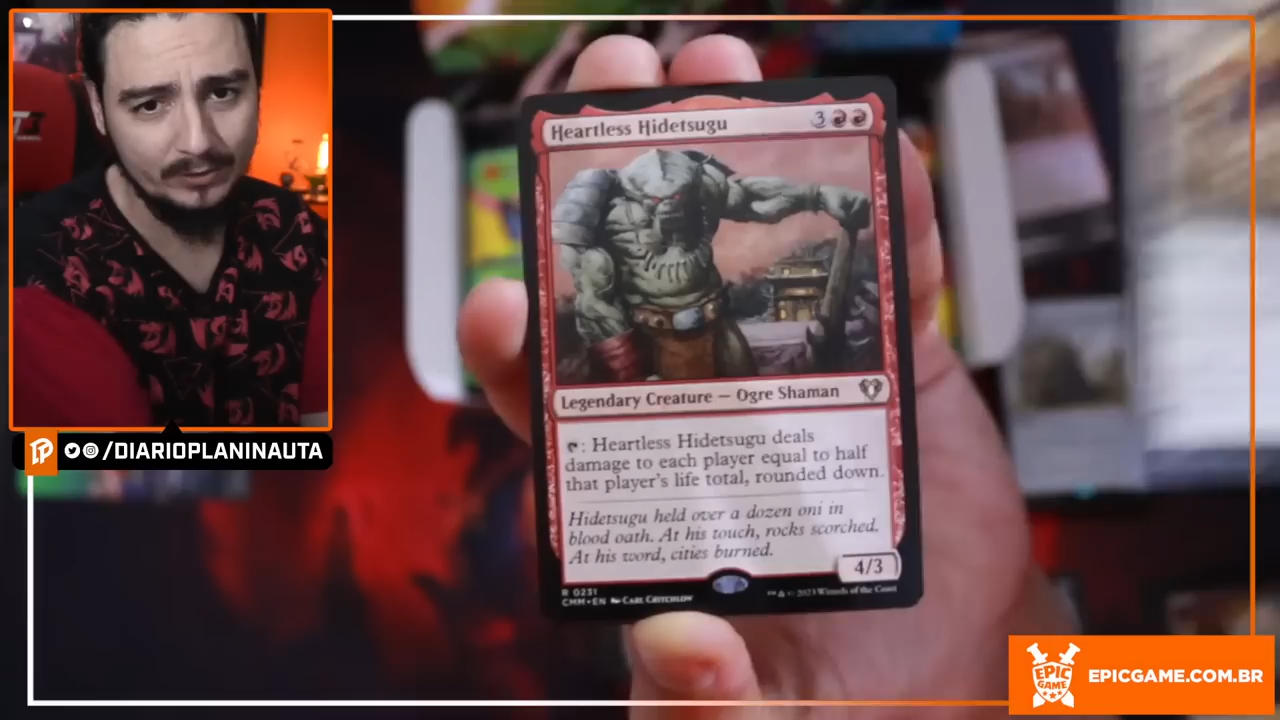 /DIARIOPLANINAUTA
Heartless Hidetsugu 3
Legendary Creature — Ogre Shaman
: Heartless Hidetsugu deals
damage to each player equal to half
that player's life total, rounded down.
Hidetsugu held over a dozen oni in
blood oath. At his touch, rocks scorched.
At his word, cities burned.
4/3
R 0231
CMM • EN Carl Critchlow
™ & © 2023 Wizards of the Coast
EPIC
GAME
EPICGAME.COM.BR